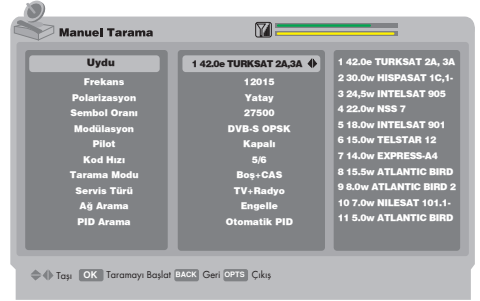 Manuel Tarama
Uydu
1 42.0e TURKSAT 2A,3A
Frekans
12015
Polarizasyon
Yatay
Sembol Oranı
27500
Modülasyon
DVB-S OPSK
Pilot
Kapalı
Kod Hızı
5/6
Tarama Modu
Boş+CAS
Servis Türü
TV+Radyo
Ağ Arama
Engelle
PID Arama
Otomatik PID
1 42.0e TURKSAT 2A, 3A
2 30.0w HISPASAT 1C,1-
3 24,5w INTELSAT 905
4 22.0w NSS 7
5 18.0w INTELSAT 901
6 15.0w TELSTAR 12
7 14.0w EXPRESS-A4
8 15.5w ATLANTIC BIRD
9 8.0w ATLANTIC BIRD 2
10 7.0w NILESAT 101.1-
11 5.0w ATLANTIC BIRD
Taşı OK Taramayı Başlat BACK Geri OPTS Çıkış